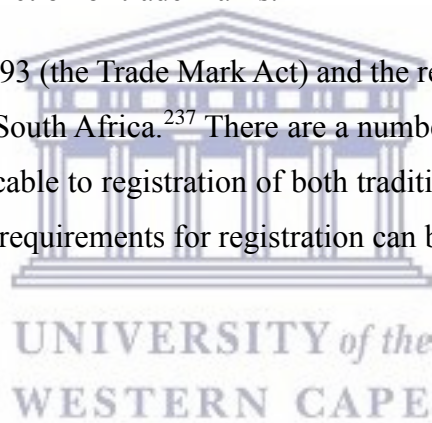 93 (the Trade Mark Act) and the re
South Africa.237 There are a numbe
cable to registration of both traditi
requirements for registration can b
UNIVERSITY of the
WESTERN CAPE